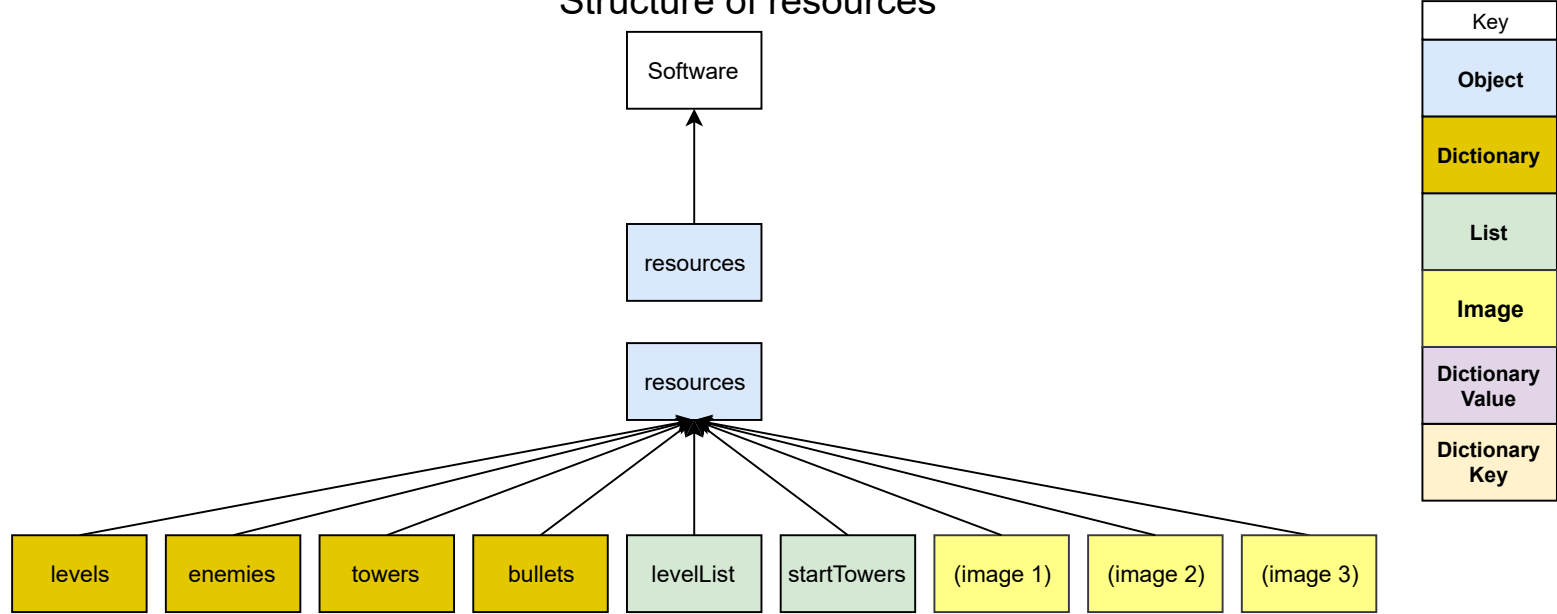 Structure of resources
Software
resources
resources
levels
enemies
towers
bullets
levelList
startTowers
(image 1)
(image 2)
(image 3)
Key
Object
Dictionary
List
Image
Dictionary
Value
Dictionary
Key